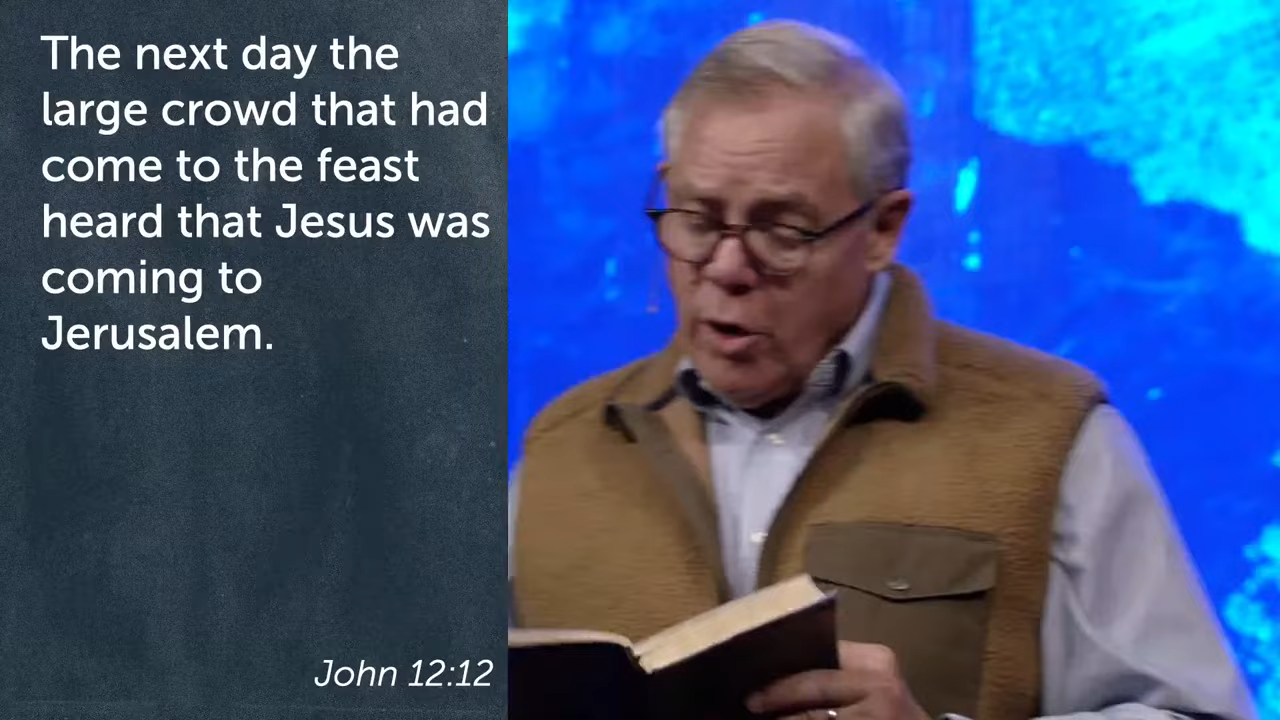 The next day the
large crowd that had
come to the feast
heard that Jesus was
coming to
Jerusalem.
John 12:12